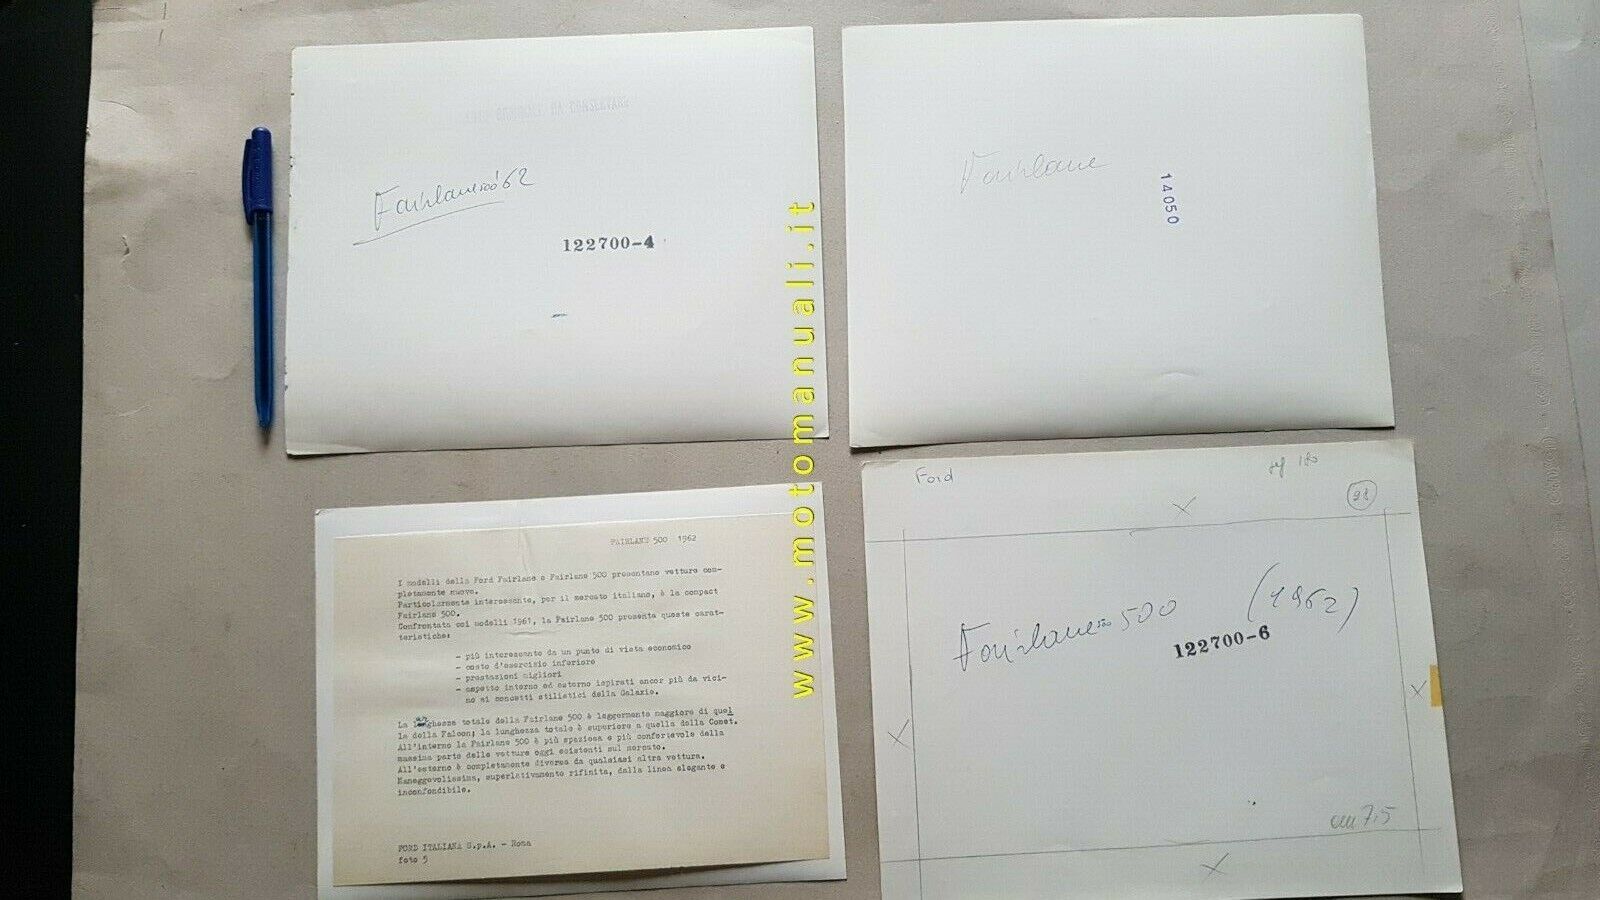 DA CONSERVARE
Fairlane 500 '62
122700-4
Fairlane
14050
www.motomanuali.it
FAIRLANE 500 1962
I modelli della Ford Fairlane e Fairlane 500 presentano vetture com-
pletamente nuove.
Particolarmente interessante, per il mercato italiano, è la compact
Fairlane 500.
Confrontata coi modelli 1961, la Fairlane 500 presenta queste carat-
teristiche:
- più interessante da un punto di vista economico
- costo d'esercizio inferiore
- prestazioni migliori
- aspetto interno ed esterno ispirati ancor più da vici-
no ai concetti stilistici della Galaxie.
La larghezza totale della Fairlane 500 è leggermente maggiore di quel
la della Falcon; la lunghezza totale è superiore a quella della Comet.
All'interno la Fairlane 500 è più spaziosa e più confortevole della
massima parte delle vetture oggi esistenti sul mercato.
All'esterno è completamente diversa da qualsiasi altra vettura.
Maneggevolissima, superlativamente rifinita, dalla linea elegante e
inconfondibile.
FORD ITALIANA S.p.A. - Roma
foto 5
Ford
180
Fairlane 500 (1962)
122700-6
cm 7,5